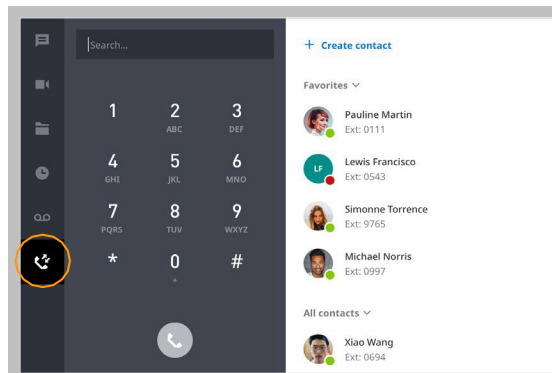 Search...
1 2 3
ABC DEF
4 5 6
GHI JKL MNO
7 8 9
PQRS TUV WXYZ
* 0 #
+
+ Create contact
Favorites
Pauline Martin
Ext: 0111
LF
Lewis Francisco
Ext: 0543
Simonne Torrence
Ext: 9765
Michael Norris
Ext: 0997
All contacts
Xiao Wang
Ext: 0694